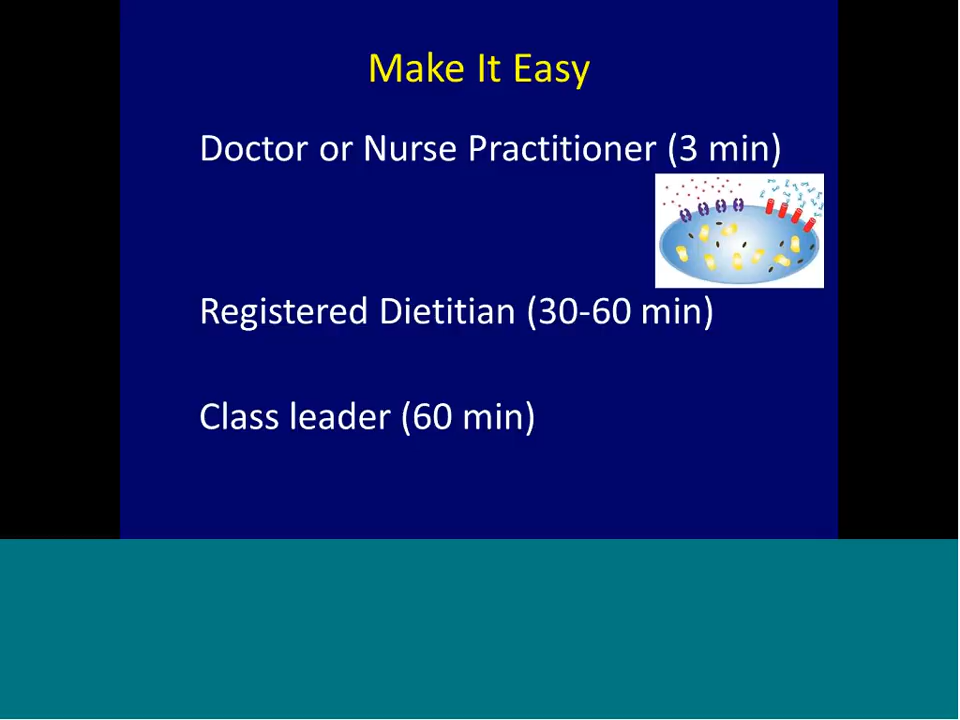 Make It Easy
Doctor or Nurse Practitioner (3 min)
Registered Dietitian (30-60 min)
Class leader (60 min)